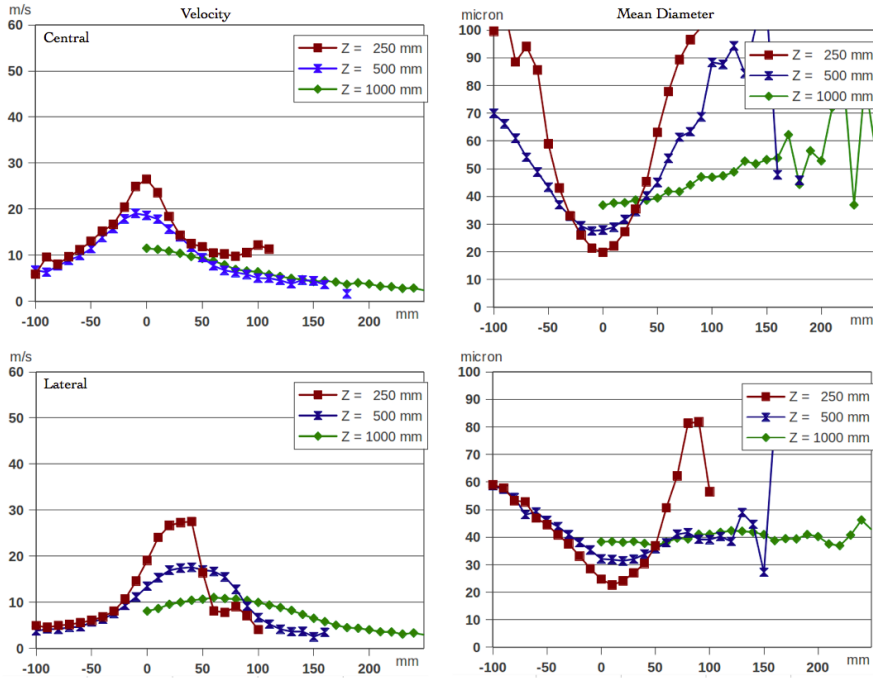 m/s
Velocity
60
50
40
30
20
10
0
Central
Z = 250 mm
Z = 500 mm
Z = 1000 mm
-100
-50
0
50
100
150
200
mm
micron
Mean Diameter
100
90
80
70
60
50
40
30
20
10
0
Z = 250 mm
Z = 500 mm
Z = 1000 mm
-100
-50
0
50
100
150
200
mm
m/s
60
50
40
30
20
10
0
Lateral
Z = 250 mm
Z = 500 mm
Z = 1000 mm
-100
-50
0
50
100
150
200
mm
micron
100
90
80
70
60
50
40
30
20
10
0
Z = 250 mm
Z = 500 mm
Z = 1000 mm
-100
-50
0
50
100
150
200
mm